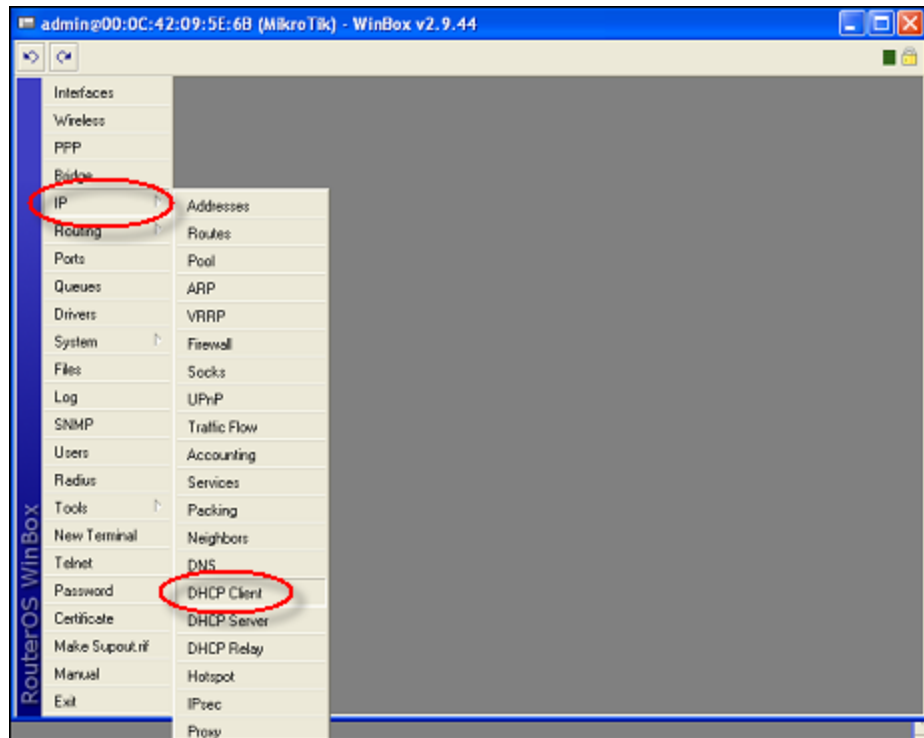 admin@00:0C:42:09:5E:6B (MikroTik) - WinBox v2.9.44
Interfaces
Wireless
PPP
Bridge
IP
Routing
Ports
Queues
Drivers
System
Files
Log
SNMP
Users
Radius
Tools
New Terminal
Telnet
Password
Certificate
Make Supout.rif
Manual
Exit
Addresses
Routes
Pool
ARP
VRRP
Firewall
Socks
UPnP
Traffic Flow
Accounting
Services
Packing
Neighbors
DNS
DHCP Client
DHCP Server
DHCP Relay
Hotspot
IPsec
Proxy
RouterOS WinBox